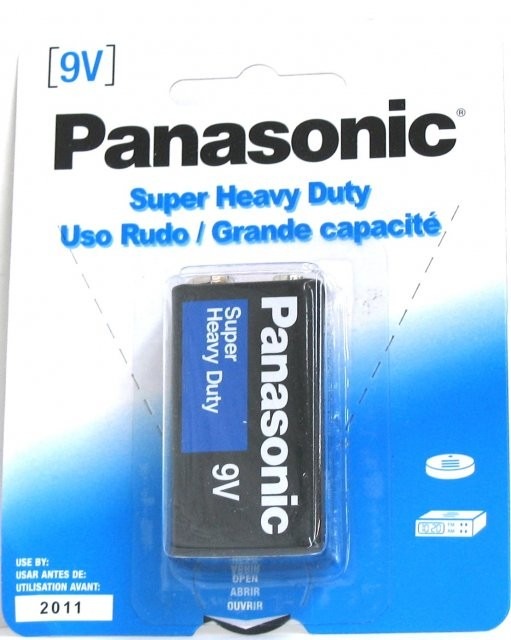 [9V]
Panasonic®
Super Heavy Duty
Uso Rudo / Grande capacité
Panasonic
Super
Heavy Duty
9V
USE BY:
USAR ANTES DE:
UTILISATION AVANT:
2011
OPEN
ABRIR
OUVRIR